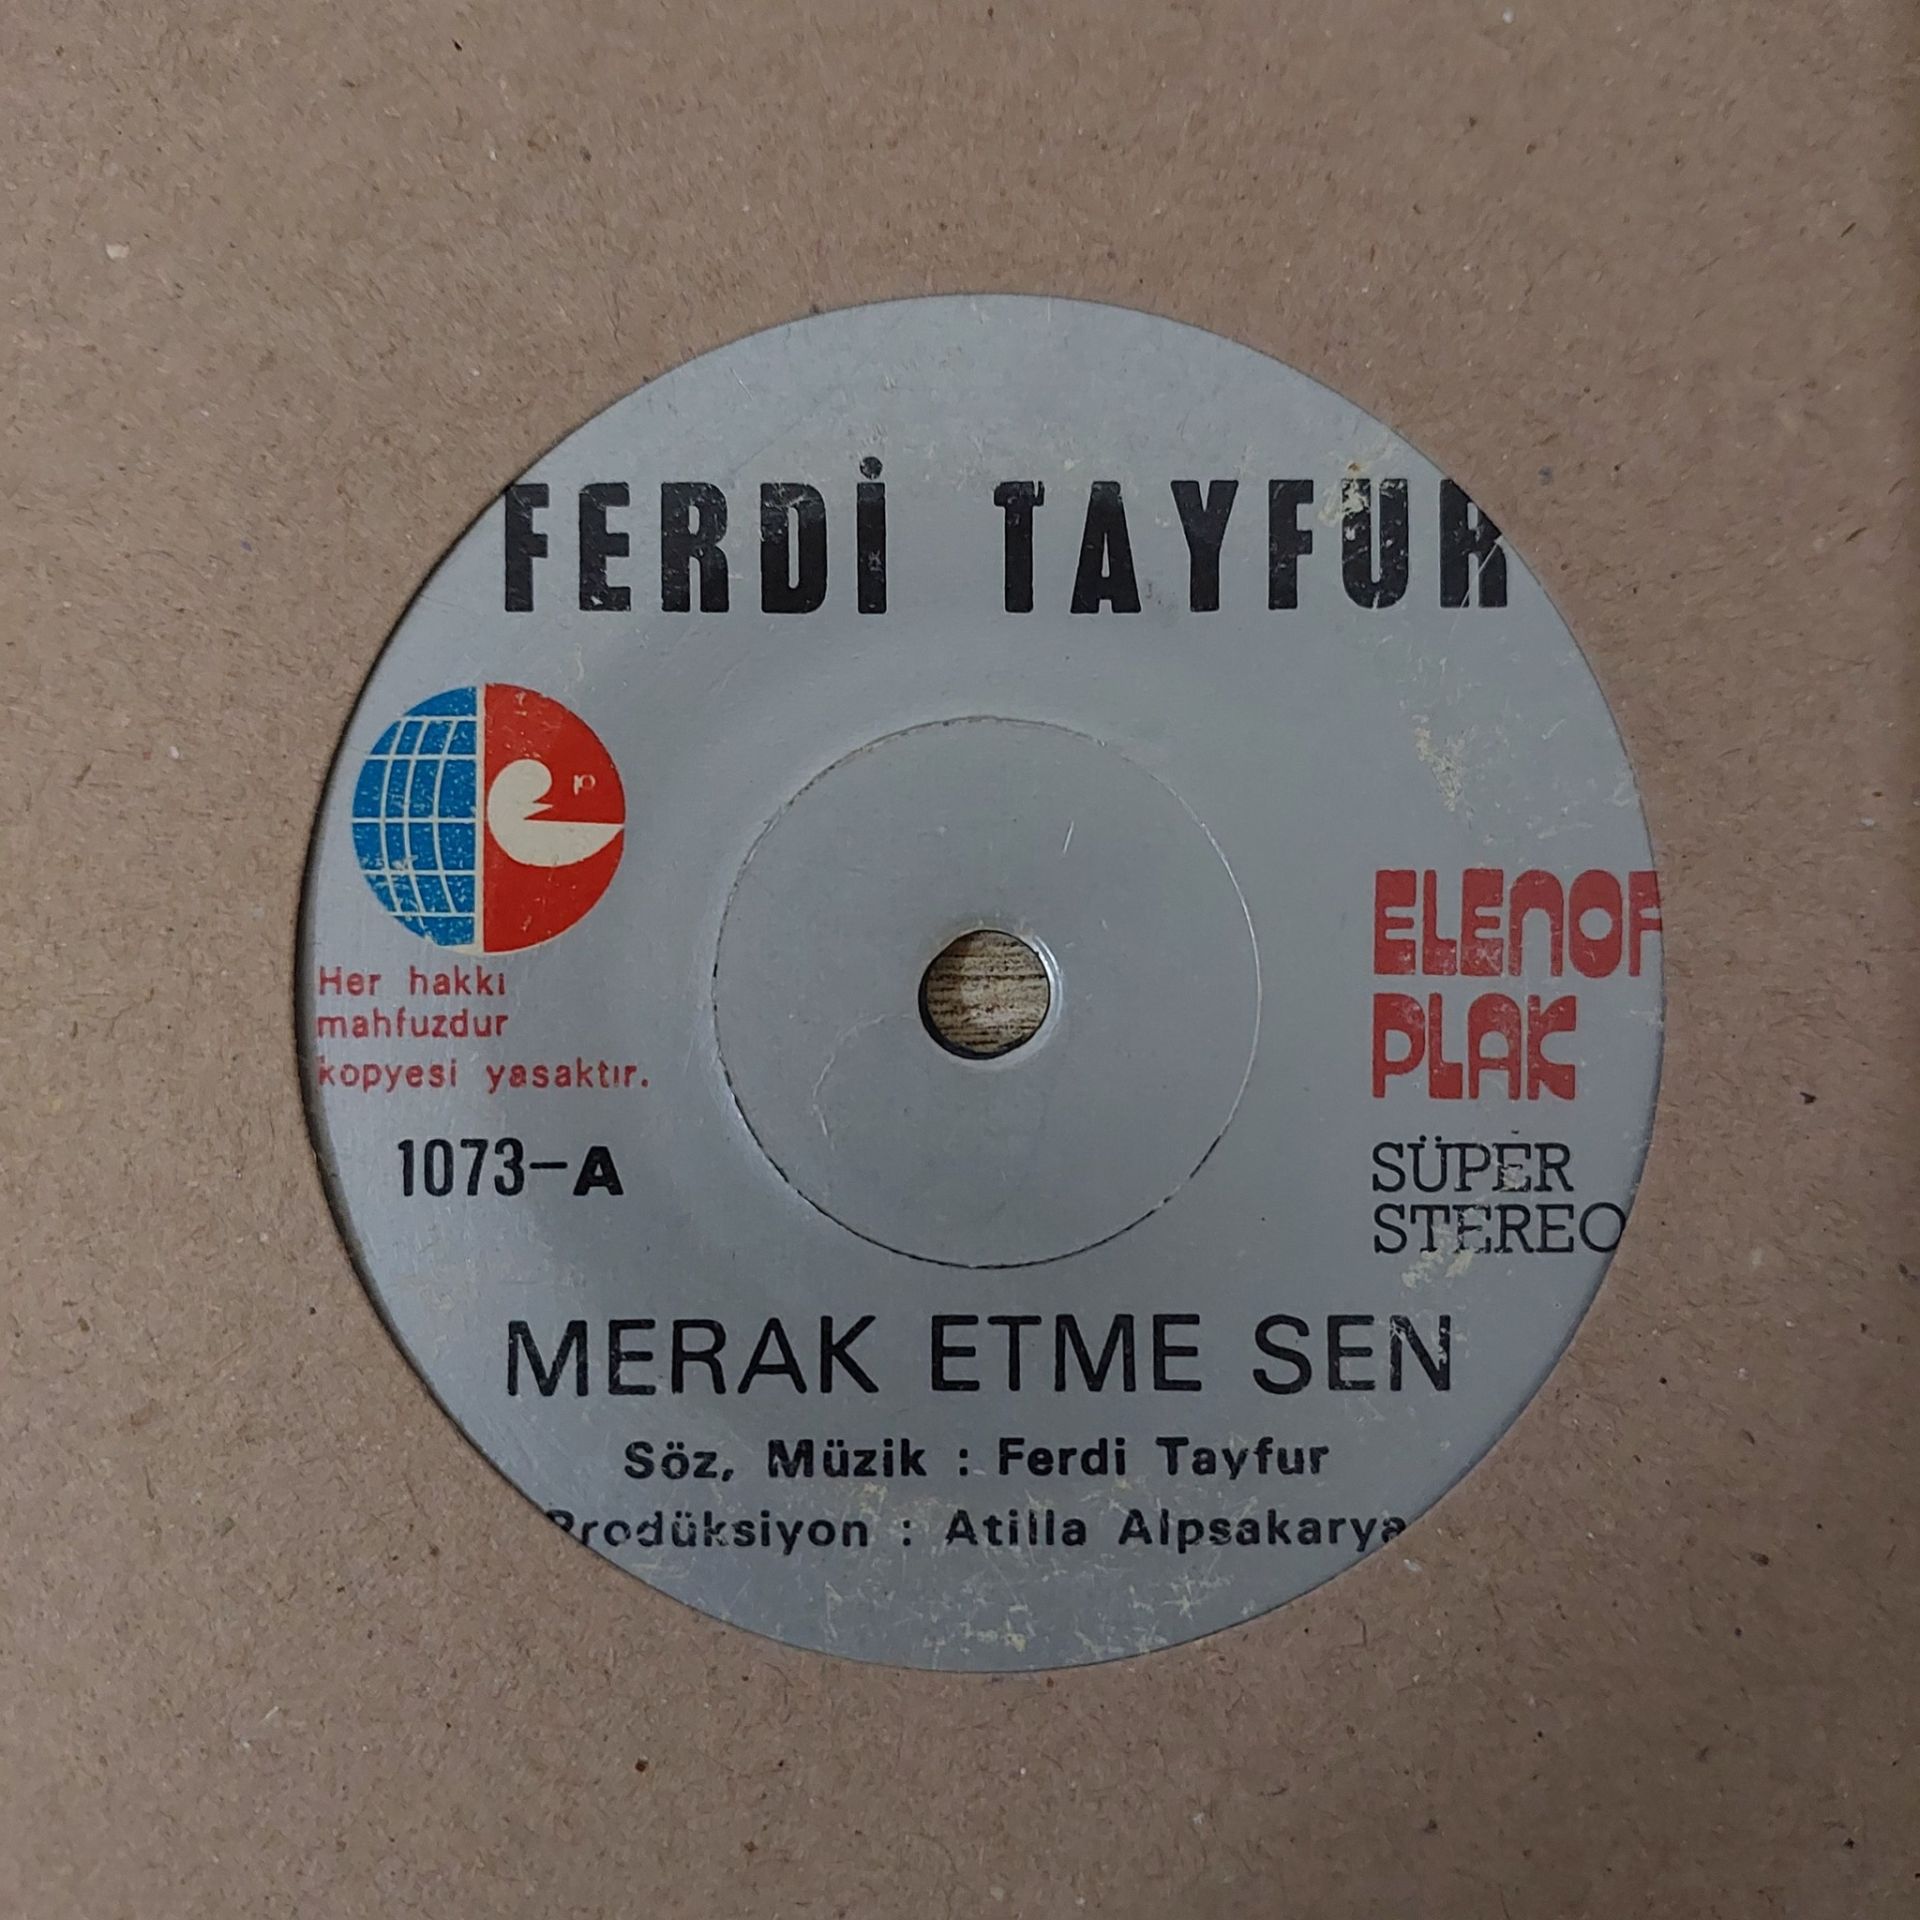 FERDİ TAYFUR
Her hakkı
mahfuzdur
kopyesi yasaktır.
1073-A
ELENOR
PLAK
SÜPER
STEREO
MERAK ETME SEN
Söz, Müzik : Ferdi Tayfur
Prodüksiyon : Atilla Alpsakarya